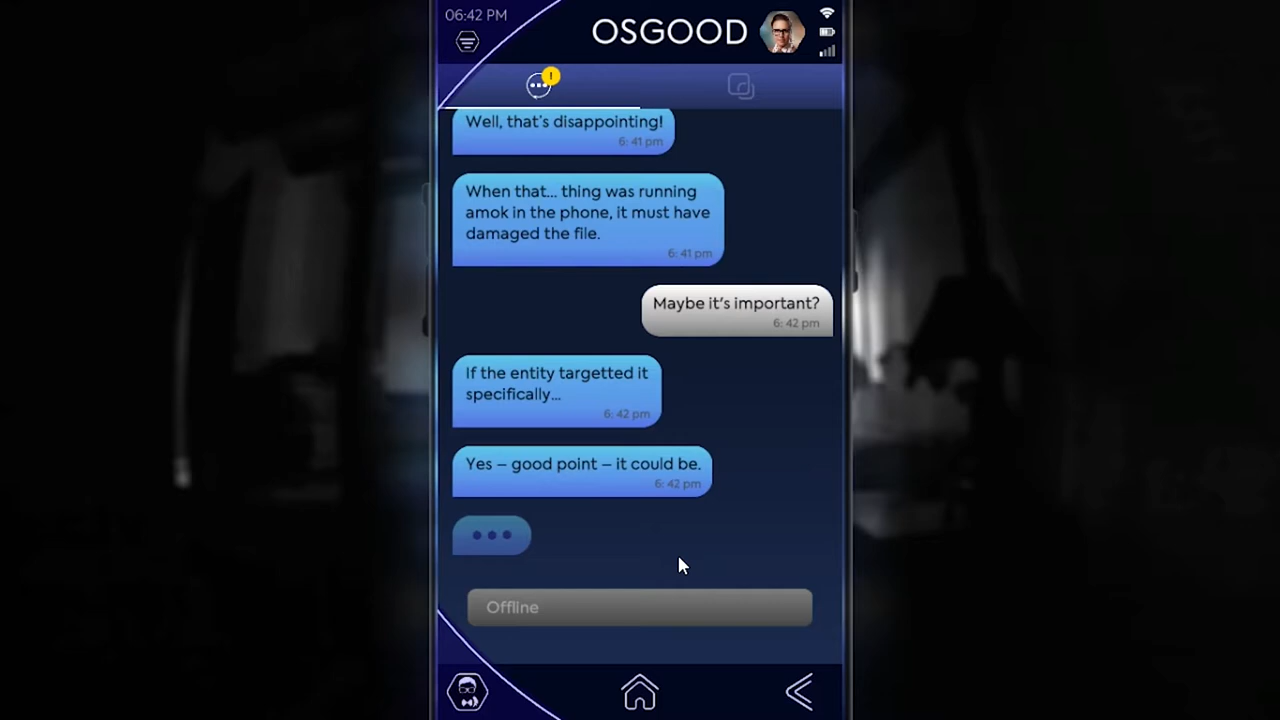 06:42 PM
OSGOOD
!
Well, that's disappointing!
6: 41 pm
When that... thing was running
amok in the phone, it must have
damaged the file.
6: 41 pm
Maybe it's important?
6: 42 pm
If the entity targetted it
specifically...
6: 42 pm
Yes – good point – it could be.
6: 42 pm
Offline